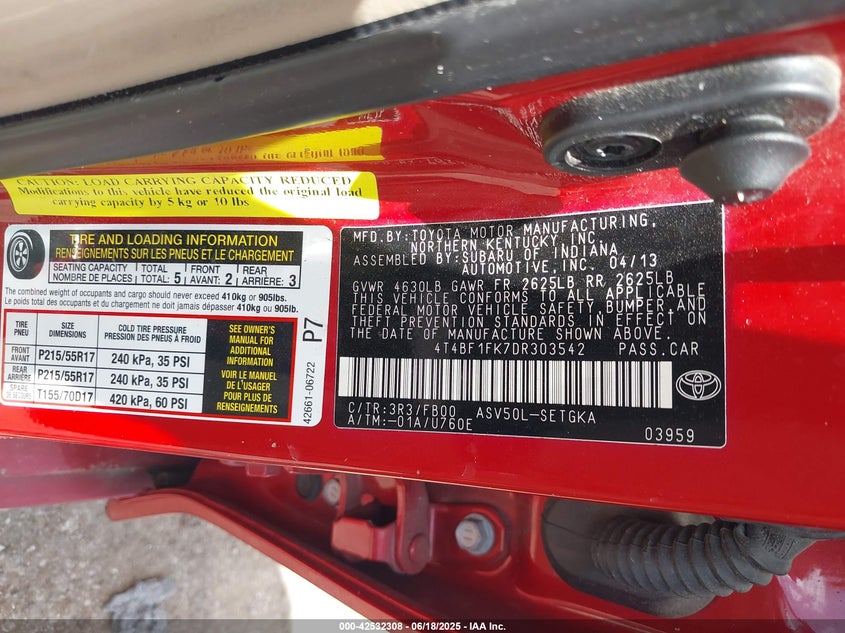 CAUTION: LOAD CARRYING CAPACITY REDUCED
Modifications to this vehicle have reduced the original load
carrying capacity by 5 kg or 10 lbs
TIRE AND LOADING INFORMATION
RENSEIGNEMENTS SUR LES PNEUS ET LE CHARGEMENT
SEATING CAPACITY TOTAL 5 FRONT 2 REAR 3
NOMBRE DE PLACES TOTAL AVANT ARRIÈRE
The combined weight of occupants and cargo should never exceed 410kg or 905lbs.
Le poids total des occupants et du chargement ne doit jamais dépasser 410kg ou 905lb.
TIRE SIZE COLD TIRE PRESSURE
PNEU DIMENSIONS PRESSION DES PNEUS À FROID
FRONT AVANT P215/55R17 240 kPa, 35 PSI
REAR ARRIÈRE P215/55R17 240 kPa, 35 PSI
SPARE DE SECOURS T155/70D17 420 kPa, 60 PSI
SEE OWNER'S
MANUAL FOR
ADDITIONAL
INFORMATION
VOIR LE MANUEL
DE L'USAGER
POUR PLUS DE
RENSEIGNEMENTS
42661-06722 P7
MFD.BY:TOYOTA MOTOR MANUFACTURING,
NORTHERN KENTUCKY, INC.
ASSEMBLED BY:SUBARU OF INDIANA
AUTOMOTIVE, INC. 04/13
GVWR 4630LB GAWR FR 2625LB RR 2625LB
THIS VEHICLE CONFORMS TO ALL APPLICABLE
FEDERAL MOTOR VEHICLE SAFETY, BUMPER, AND
THEFT PREVENTION STANDARDS IN EFFECT ON
THE DATE OF MANUFACTURE SHOWN ABOVE.
4T4BF1FK7DR303542 PASS.CAR
C/TR:3R3/FB00 ASV50L-SETGKA
A/TM:-01A/U760E
03959
000-42532308 - 06/18/2025 - IAA Inc.